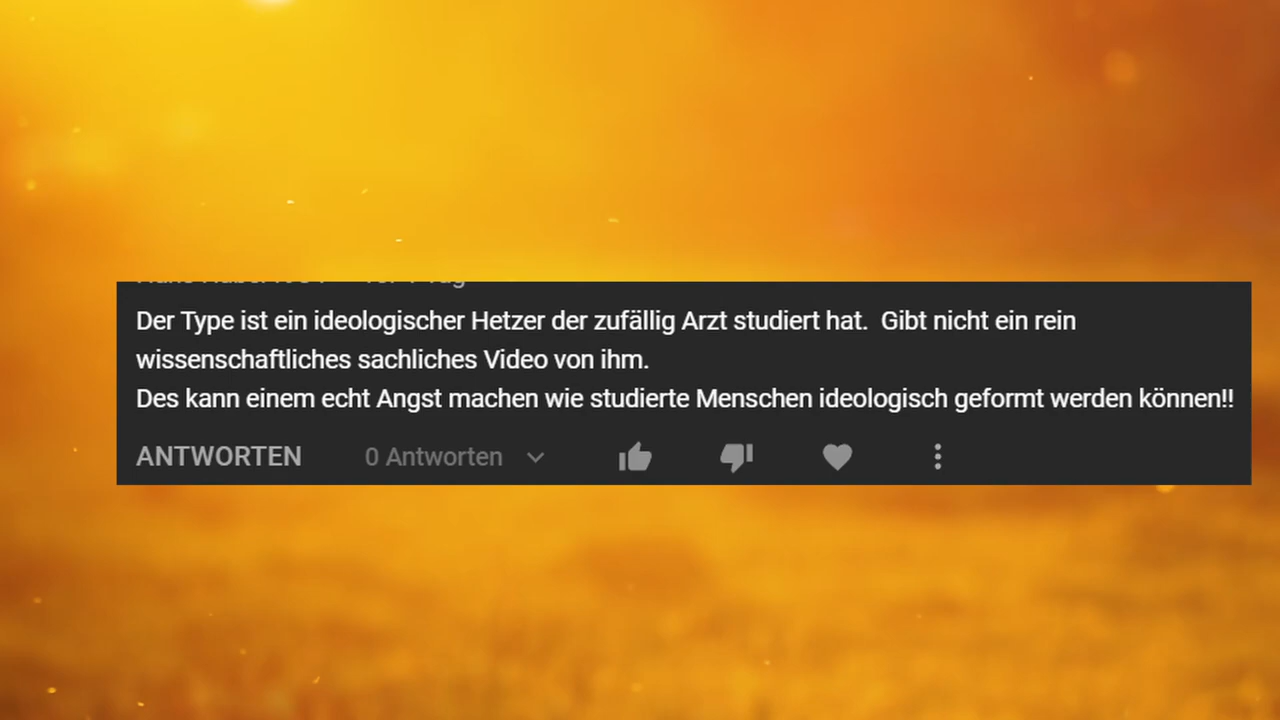 Der Type ist ein ideologischer Hetzer der zufällig Arzt studiert hat.  Gibt nicht ein rein
wissenschaftliches sachliches Video von ihm.
Des kann einem echt Angst machen wie studierte Menschen ideologisch geformt werden können!!
ANTWORTEN 0 Antworten